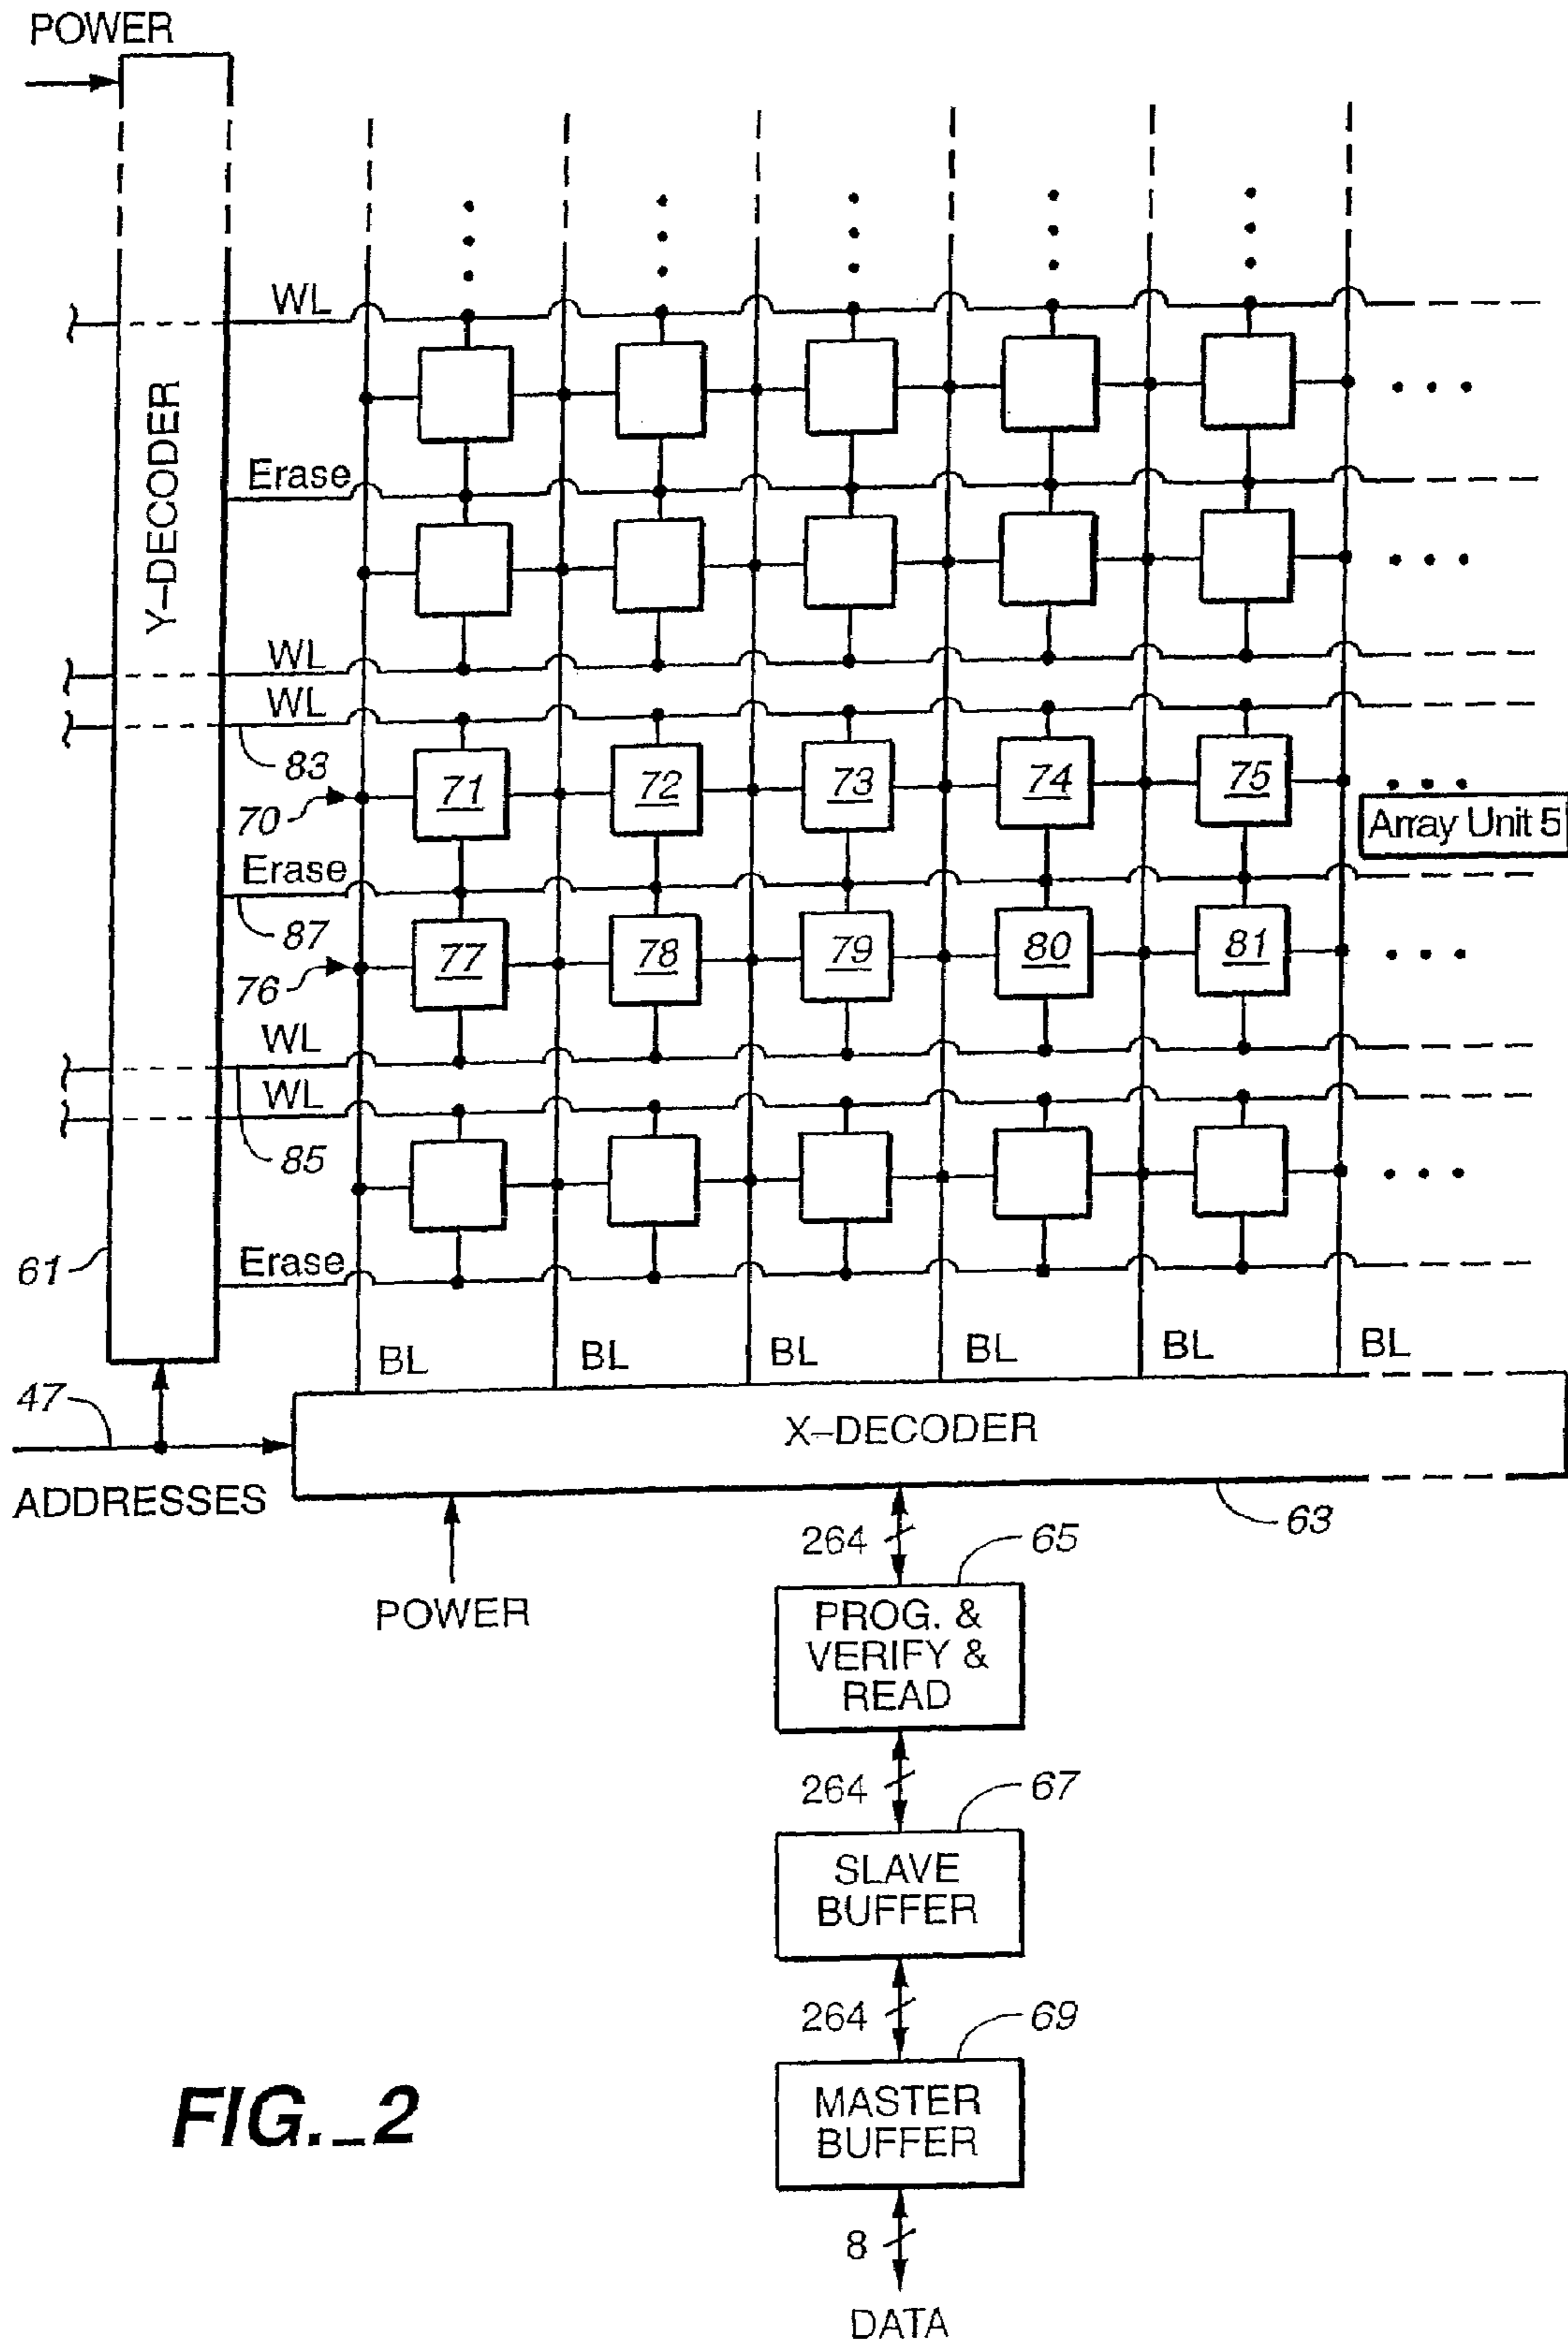 POWER
Y-DECODER
WL
Erase
WL
WL
83
70
71
72
73
74
75
Array Unit 5
Erase
87
76
77
78
79
80
81
WL
WL
85
61
Erase
BL
BL
BL
BL
BL
BL
47
X-DECODER
ADDRESSES
63
POWER
264
65
PROG. &
VERIFY &
READ
264
67
SLAVE
BUFFER
264
69
MASTER
BUFFER
8
DATA
FIG._2